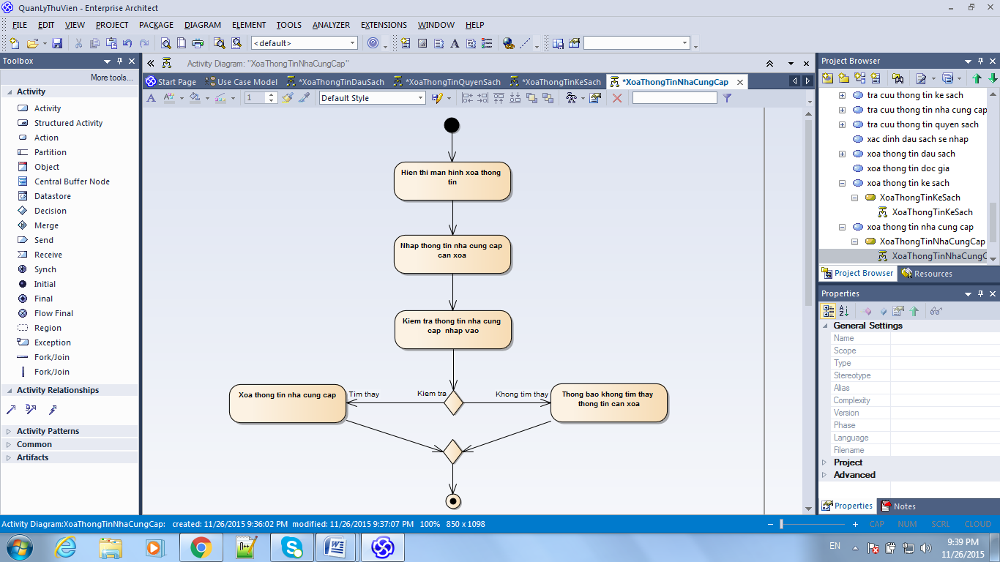 QuanLyThuVien - Enterprise Architect
FILE EDIT VIEW PROJECT PACKAGE DIAGRAM ELEMENT TOOLS ANALYZER EXTENSIONS WINDOW HELP
<default>
Toolbox
More tools...
Activity
Activity
Structured Activity
Action
Partition
Object
Central Buffer Node
Datastore
Decision
Merge
Send
Receive
Synch
Initial
Final
Flow Final
Region
Exception
Fork/Join
Fork/Join
Activity Relationships
Activity Patterns
Common
Artifacts
Activity Diagram: "XoaThongTinNhaCungCap"
Start Page Use Case Model *XoaThongTinDauSach *XoaThongTinQuyenSach *XoaThongTinKeSach *XoaThongTinNhaCungCap
1 Default Style
Hien thi man hinh xoa thong
tin
Nhap thong tin nha cung cap
can xoa
Kiem tra thong tin nha cung
cap nhap vao
Xoa thong tin nha cung cap
Tim thay
Kiem tra
Khong tim thay
Thong bao khong tim thay
thong tin can xoa
Project Browser
tra cuu thong tin ke sach
tra cuu thong tin nha cung cap
tra cuu thong tin quyen sach
xac dinh dau sach se nhap
xoa thong tin dau sach
xoa thong tin doc gia
xoa thong tin ke sach
XoaThongTinKeSach
XoaThongTinKeSach
xoa thong tin nha cung cap
XoaThongTinNhaCungCap
XoaThongTinNhaCungC
Project Browser Resources
Properties
General Settings
Name
Scope
Type
Stereotype
Alias
Complexity
Version
Phase
Language
Filename
Project
Advanced
Properties Notes
Activity Diagram:XoaThongTinNhaCungCap: created: 11/26/2015 9:36:02 PM modified: 11/26/2015 9:37:07 PM 100% 850 x 1098
CAP NUM SCRL CLOUD
EN
9:39 PM
11/26/2015